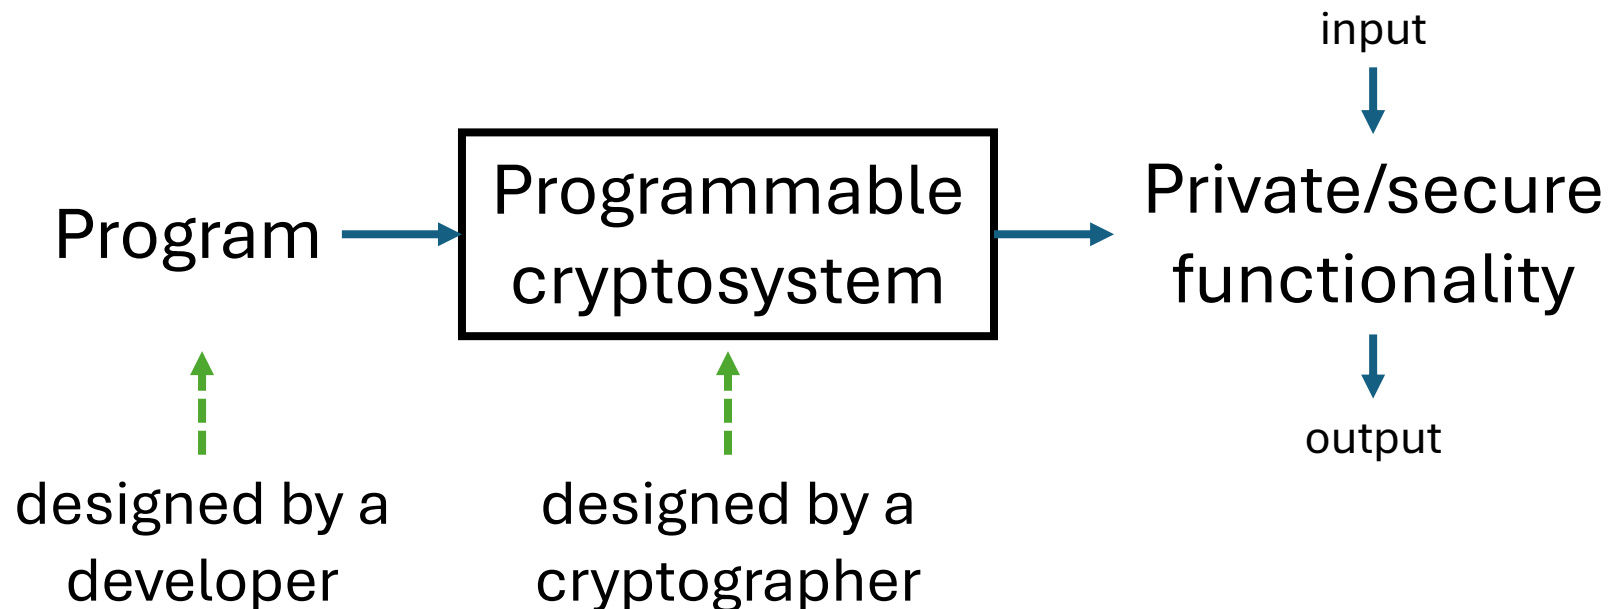 input
Program
Programmable
cryptosystem
Private/secure
functionality
output
designed by a
developer
designed by a
cryptographer